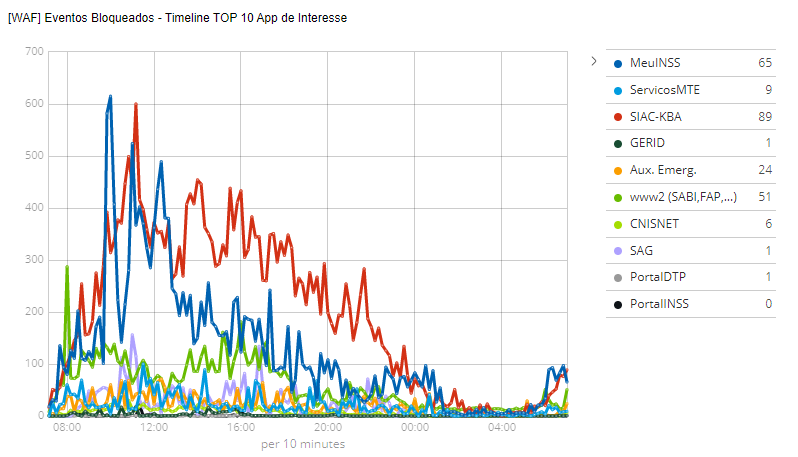 [WAF] Eventos Bloqueados - Timeline TOP 10 App de Interesse
700
600
500
400
300
200
100
0
08:00 12:00 16:00 20:00 00:00 04:00
per 10 minutes
MeuINSS 65
ServicosMTE 9
SIAC-KBA 89
GERID 1
Aux. Emerg. 24
www2 (SABI,FAP,...) 51
CNISNET 6
SAG 1
PortalDTP 1
PortalINSS 0